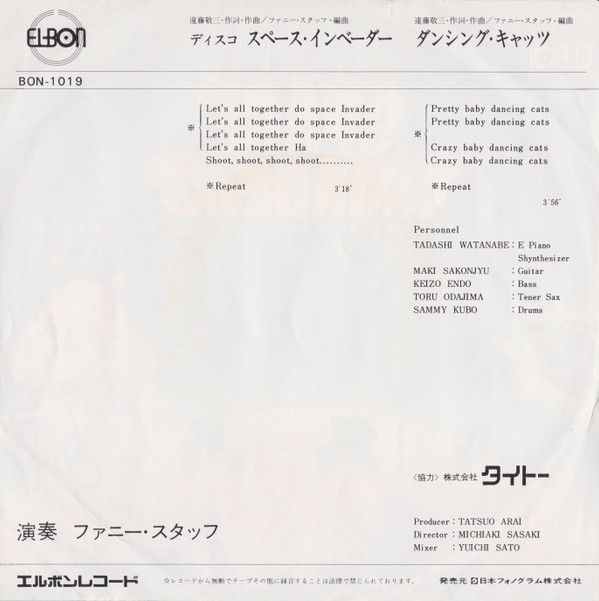 ELBON
BON-1019
遠藤敬三・作詞・作曲／ファニー・スタッフ・編曲
ディスコ スペース・インベーダー
遠藤敬三・作詞・作曲／ファニー・スタッフ・編曲
ダンシング・キャッツ
※
Let's all together do space Invader
Let's all together do space Invader
Let's all together do space Invader
Let's all together Ha
Shoot, shoot, shoot, shoot..........
※Repeat 3′18″
※
Pretty baby dancing cats
Pretty baby dancing cats
Crazy baby dancing cats
Crazy baby dancing cats
※Repeat
3′56″
Personnel
TADASHI WATANABE : E Piano
Shynthesizer
MAKI SAKONJYU : Guitar
KEIZO ENDO : Bass
TORU ODAJIMA : Tener Sax
SAMMY KUBO : Drums
〈協力〉株式会社 タイトー
演奏 ファニー・スタッフ
Producer : TATSUO ARAI
Director : MICHIAKI SASAKI
Mixer : YUICHI SATO
エルボンレコード
☆レコードから無断でテープその他に録音することは法律で禁じられております。
発売元 日本フォノグラム株式会社